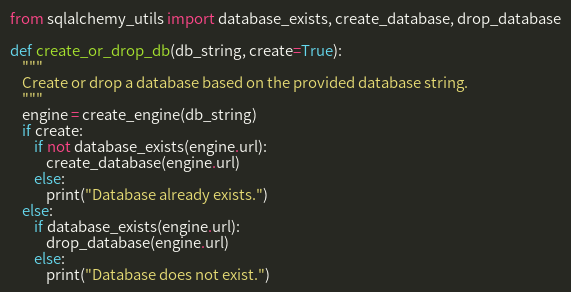 from sqlalchemy_utils import database_exists, create_database, drop_database

def create_or_drop_db(db_string, create=True):
    """
    Create or drop a database based on the provided database string.
    """
    engine = create_engine(db_string)
    if create:
        if not database_exists(engine.url):
            create_database(engine.url)
        else:
            print("Database already exists.")
    else:
        if database_exists(engine.url):
            drop_database(engine.url)
        else:
            print("Database does not exist.")